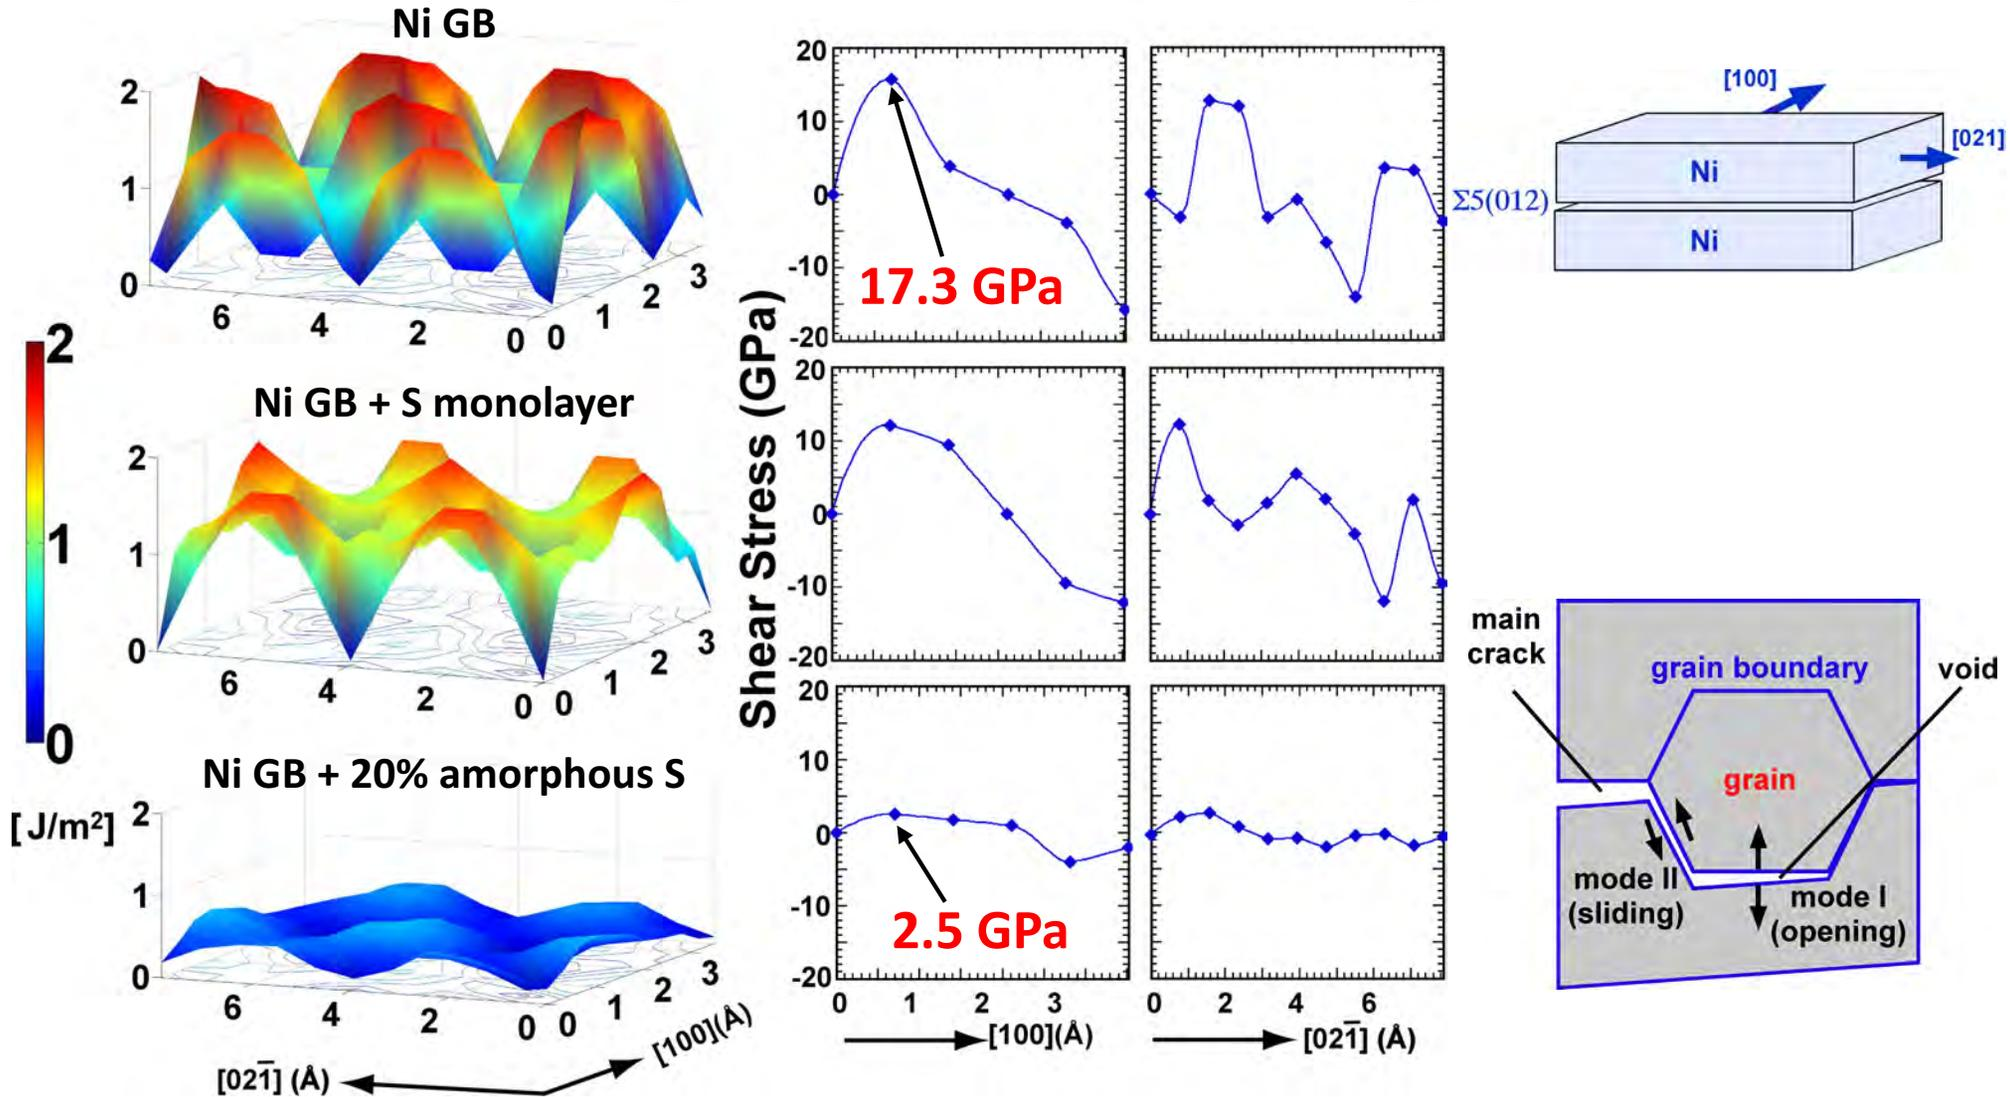 Ni GB
2
1
0
6
4
2
0
0
1
2
3
2
1
0
[ J/m²]
Ni GB + S monolayer
2
1
0
6
4
2
0
0
1
2
3
Ni GB + 20% amorphous S
2
1
0
6
4
2
0
0
1
2
3
[021̅] (Å)
[100](Å)
Shear Stress (GPa)
20
10
0
-10
-20
17.3 GPa
20
10
0
-10
-20
20
10
0
-10
-20
2.5 GPa
0
1
2
3
[100](Å)
0
2
4
6
[021̅] (Å)
[100]
[021]
Σ5(012)
Ni
Ni
main
crack
grain boundary
void
grain
mode II
(sliding)
mode I
(opening)